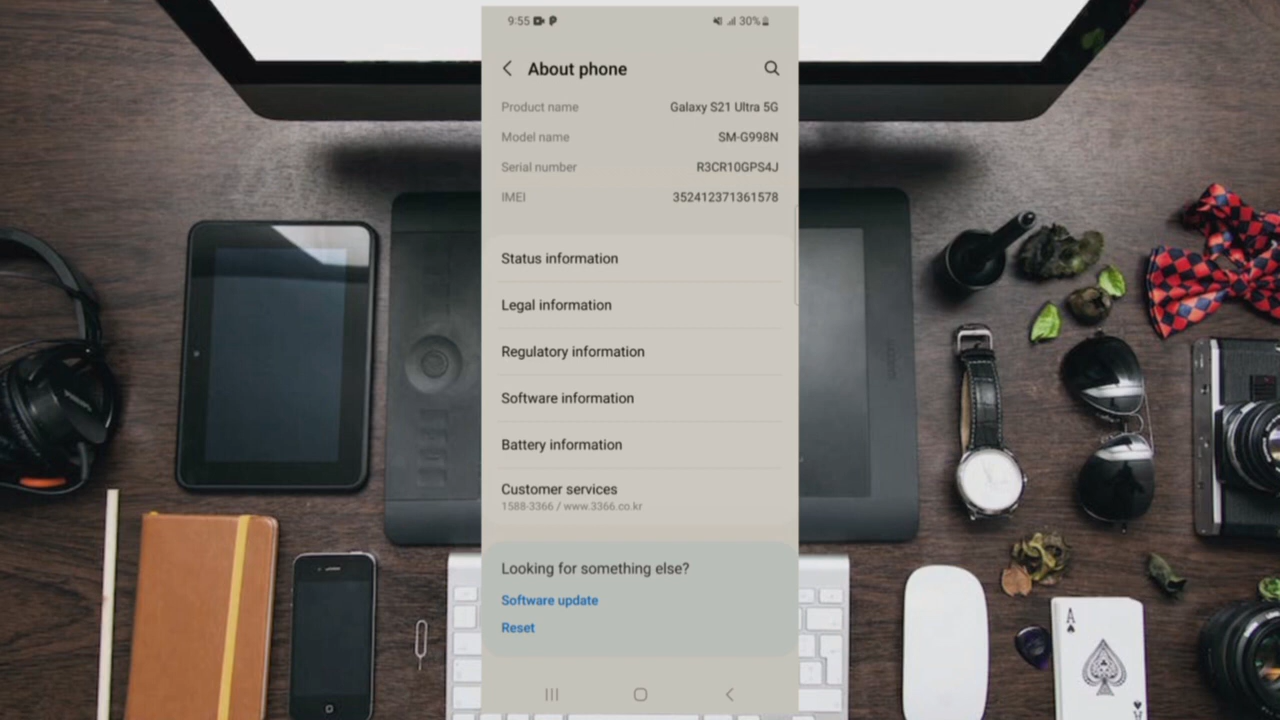 9:55
30%
About phone
Product name Galaxy S21 Ultra 5G
Model name SM-G998N
Serial number R3CR10GPS4J
IMEI 352412371361578
Status information
Legal information
Regulatory information
Software information
Battery information
Customer services
1588-3366 / www.3366.co.kr
Looking for something else?
Software update
Reset
A